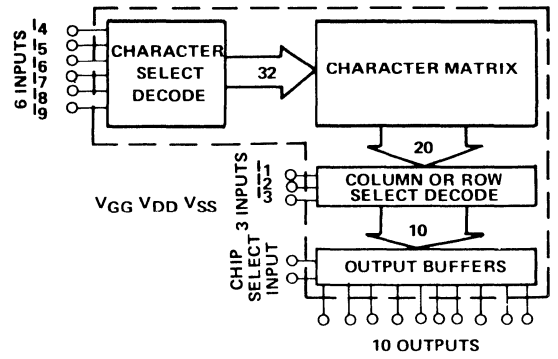 6 INPUTS
I4
I5
I6
I7
I8
I9
CHARACTER
SELECT
DECODE
32
CHARACTER MATRIX
20
3 INPUTS
I1
I2
3
COLUMN OR ROW
SELECT DECODE
VGG VDD VSS
10
CHIP
SELECT
INPUT
OUTPUT BUFFERS
10 OUTPUTS